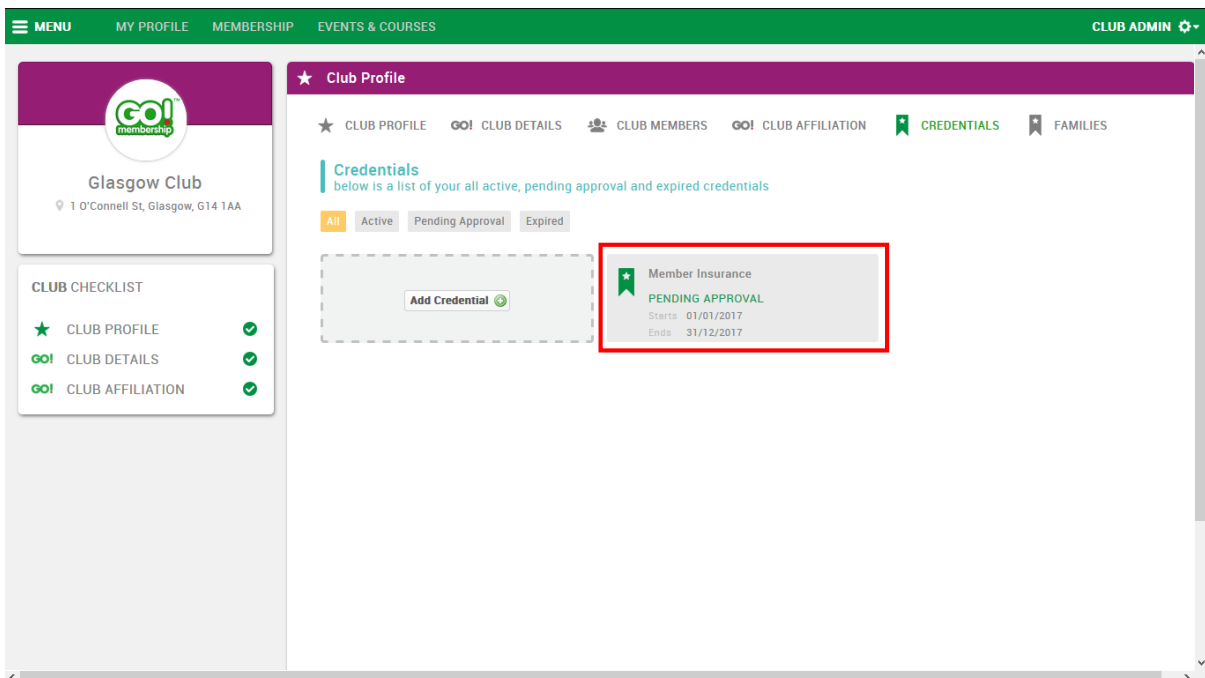 MENU MY PROFILE MEMBERSHIP EVENTS & COURSES CLUB ADMIN
GO!™
membership
Glasgow Club
1 O'Connell St, Glasgow, G14 1AA
CLUB CHECKLIST
CLUB PROFILE
GO! CLUB DETAILS
GO! CLUB AFFILIATION
Club Profile
CLUB PROFILE GO! CLUB DETAILS CLUB MEMBERS GO! CLUB AFFILIATION CREDENTIALS FAMILIES
Credentials
below is a list of your all active, pending approval and expired credentials
All Active Pending Approval Expired
Add Credential
Member Insurance
PENDING APPROVAL
Starts 01/01/2017
Ends 31/12/2017